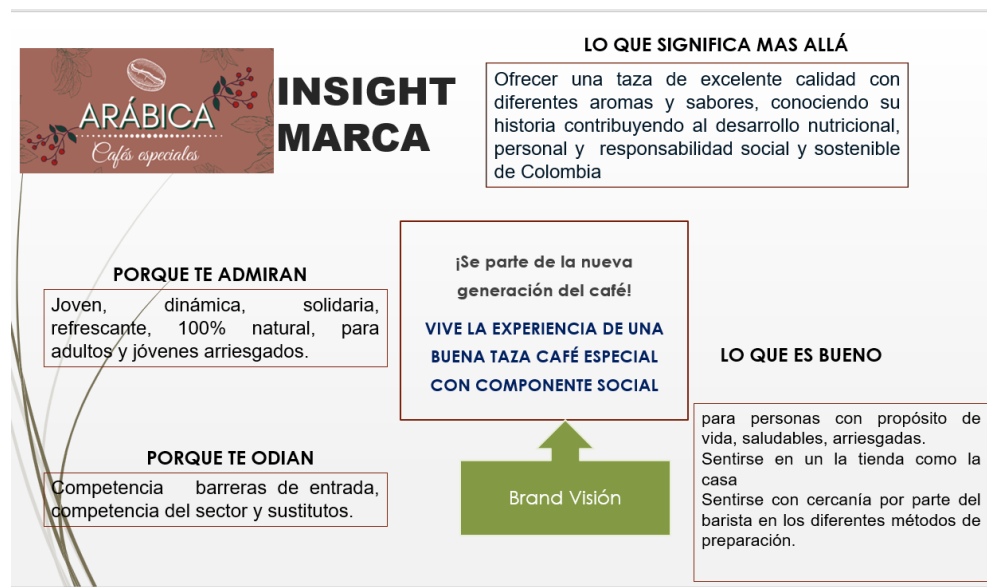 ARÁBICA
Cafés especiales
INSIGHT
MARCA
LO QUE SIGNIFICA MAS ALLÁ
Ofrecer una taza de excelente calidad con
diferentes aromas y sabores, conociendo su
historia contribuyendo al desarrollo nutricional,
personal y responsabilidad social y sostenible
de Colombia
PORQUE TE ADMIRAN
Joven, dinámica, solidaria,
refrescante, 100% natural, para
adultos y jóvenes arriesgados.
¡Se parte de la nueva
generación del café!
VIVE LA EXPERIENCIA DE UNA
BUENA TAZA CAFÉ ESPECIAL
CON COMPONENTE SOCIAL
LO QUE ES BUENO
para personas con propósito de
vida, saludables, arriesgadas.
Sentirse en un la tienda como la
casa
Sentirse con cercanía por parte del
barista en los diferentes métodos de
preparación.
PORQUE TE ODIAN
Competencia barreras de entrada,
competencia del sector y sustitutos.
Brand Visión